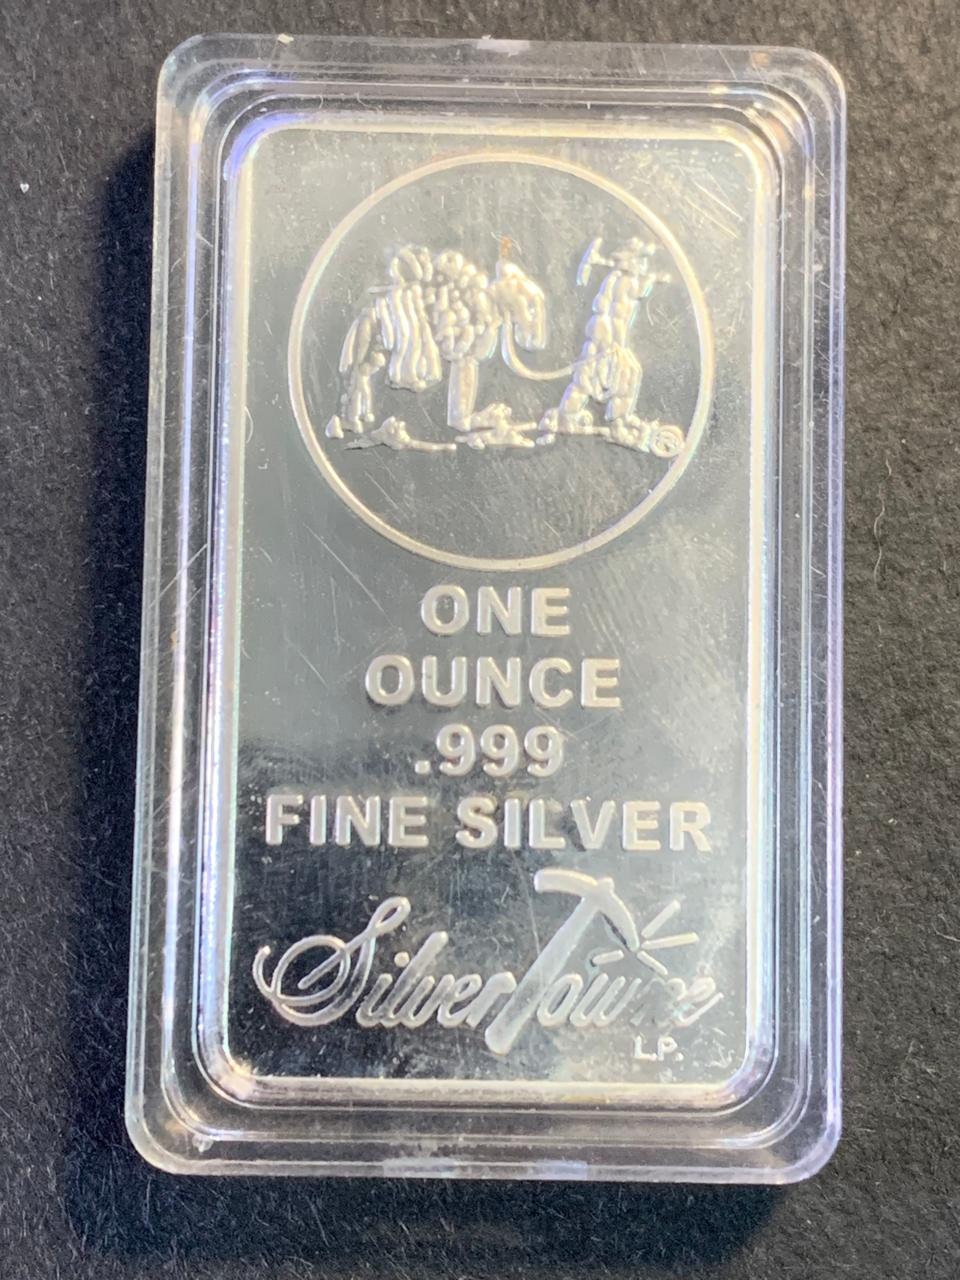 ®
ONE
OUNCE
.999
FINE SILVER
SilverTowne
L.P.